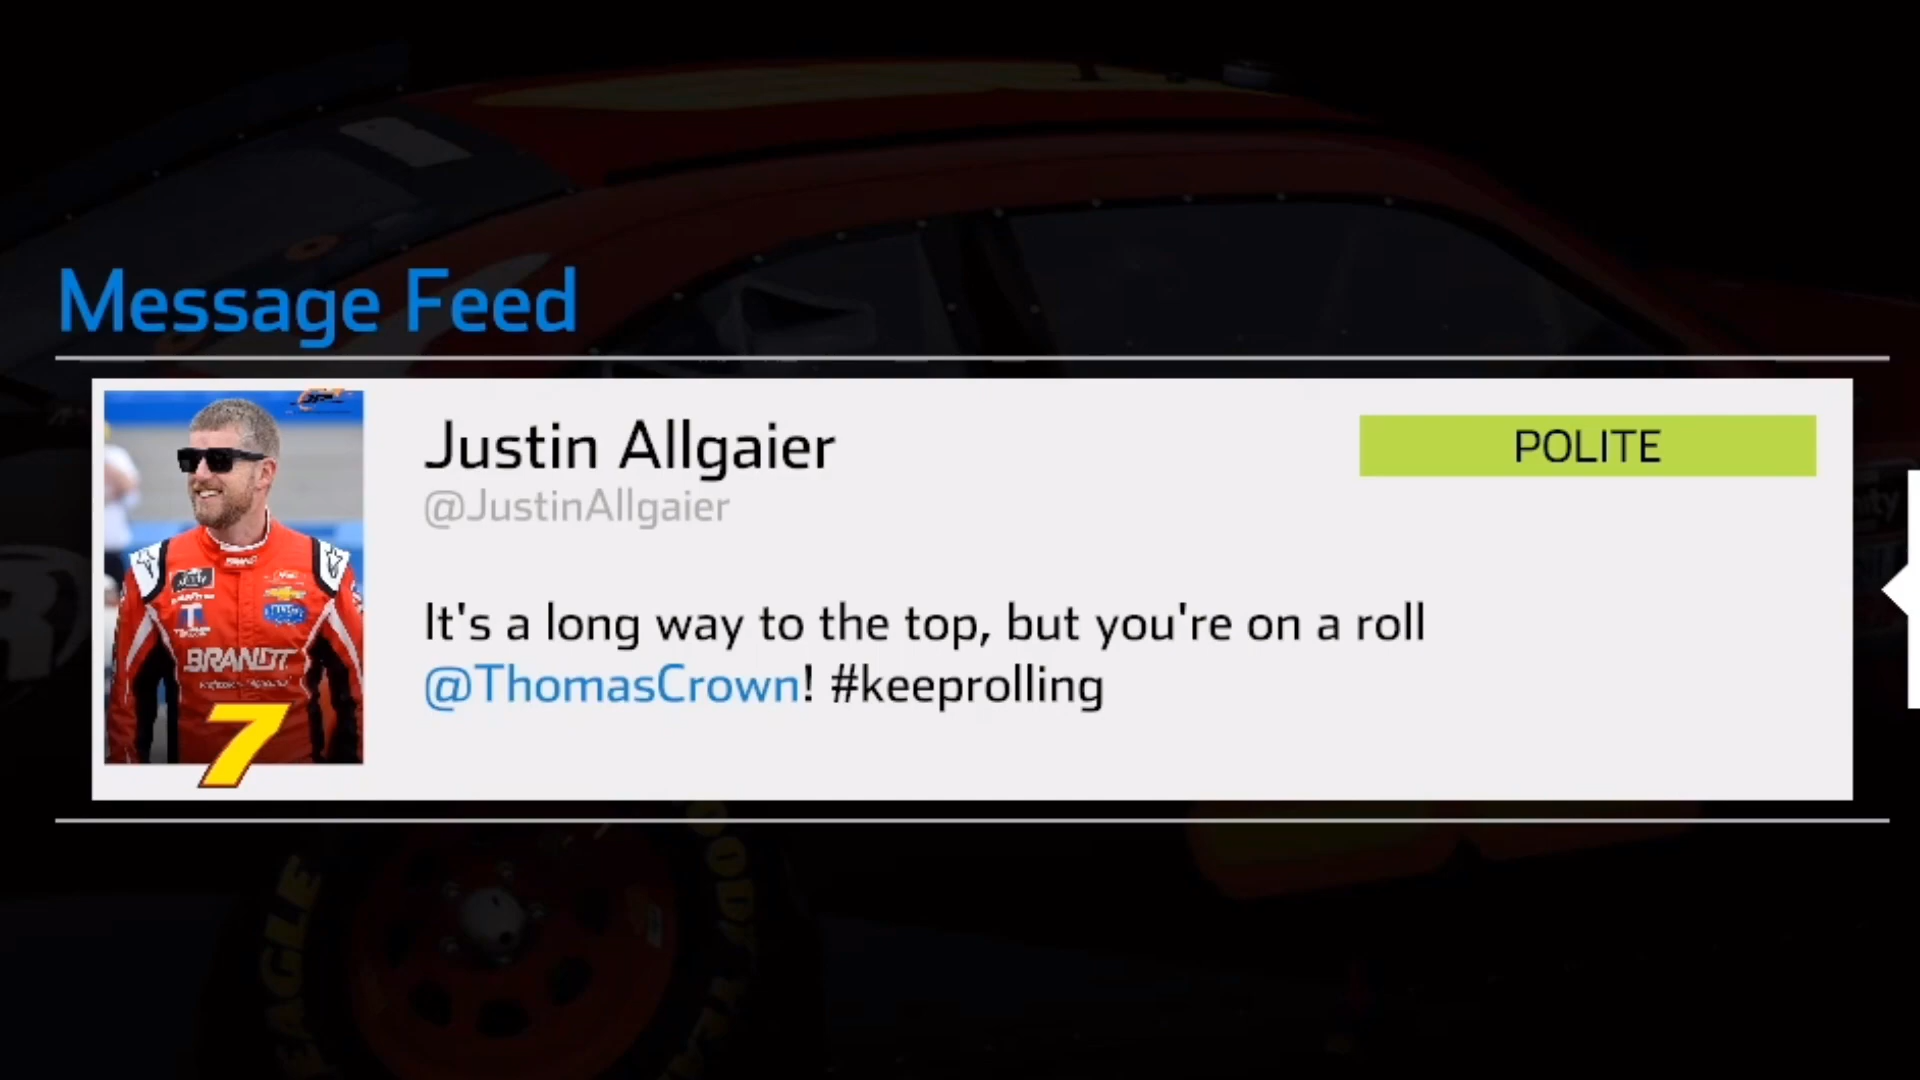 Message Feed
Justin Allgaier
POLITE
@JustinAllgaier
It's a long way to the top, but you're on a roll
@ThomasCrown! #keeprolling
BRANDT
7
EAGLE